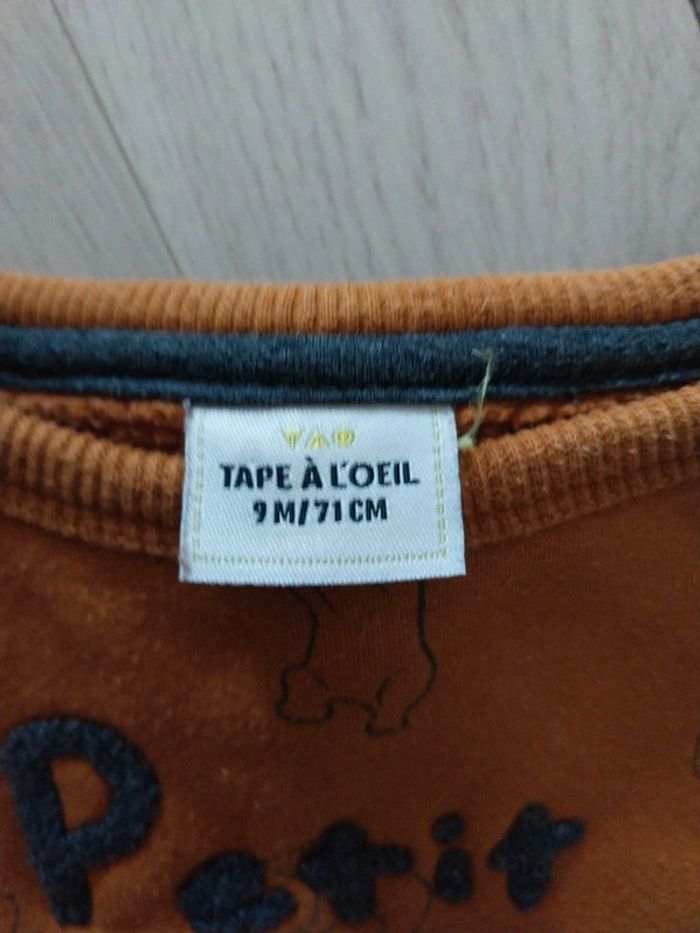 TAO
TAPE À L'OEIL
9 M/71 CM
Petit